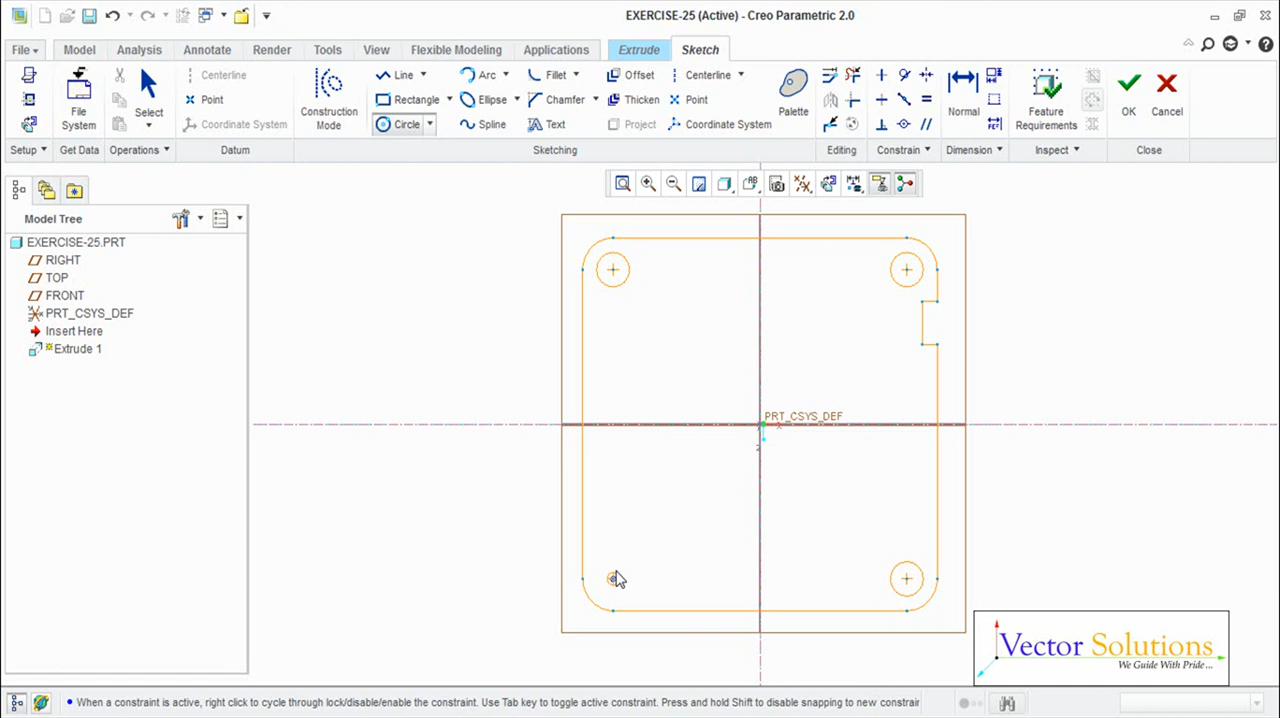 EXERCISE-25 (Active) - Creo Parametric 2.0
File Model Analysis Annotate Render Tools View Flexible Modeling Applications Extrude Sketch
Centerline Line Arc Fillet Offset Centerline
Point Rectangle Ellipse Chamfer Thicken Point
Coordinate System Circle Spline Text Project Coordinate System
File System
Select
Construction Mode
Palette
Normal
Feature Requirements
OK
Cancel
Setup Get Data Operations Datum Sketching Editing Constrain Dimension Inspect Close
Model Tree
EXERCISE-25.PRT
RIGHT
TOP
FRONT
PRT_CSYS_DEF
Insert Here
Extrude 1
PRT_CSYS_DEF
X
Vector Solutions
We Guide With Pride ...
When a constraint is active, right click to cycle through lock/disable/enable the constraint. Use Tab key to toggle active constraint. Press and hold Shift to disable snapping to new constrain